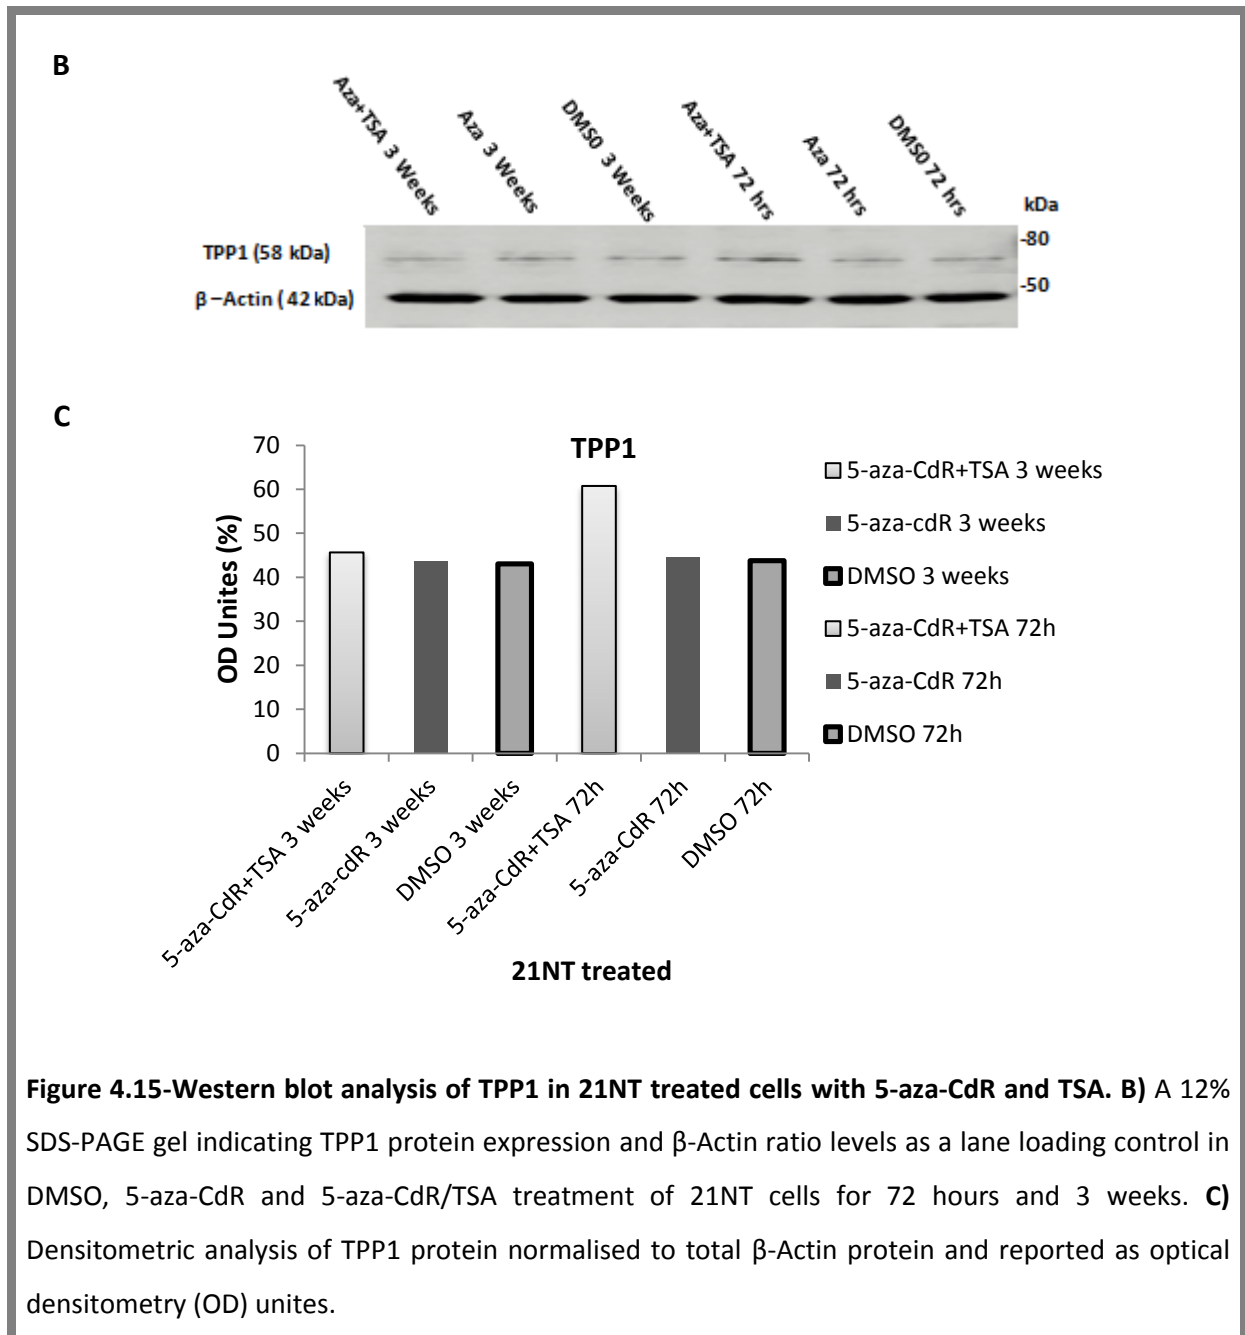 B
Aza+TSA 3 Weeks
Aza 3 Weeks
DMS0 3 Weeks
Aza+TSA 72 hrs
Aza 72 hrs
DMS0 72 hrs
kDa
-80
TPP1 (58 kDa)
-50
β –Actin ( 42 kDa)
C
TPP1
OD Unites (%)
70
60
50
40
30
20
10
0
5-aza-CdR+TSA 3 weeks
5-aza-cdR 3 weeks
DMSO 3 weeks
5-aza-CdR+TSA 72h
5-aza-CdR 72h
DMSO 72h
21NT treated
5-aza-CdR+TSA 3 weeks
5-aza-cdR 3 weeks
DMSO 3 weeks
5-aza-CdR+TSA 72h
5-aza-CdR 72h
DMSO 72h
Figure 4.15-Western blot analysis of TPP1 in 21NT treated cells with 5-aza-CdR and TSA. B) A 12%
SDS-PAGE gel indicating TPP1 protein expression and β-Actin ratio levels as a lane loading control in
DMSO, 5-aza-CdR and 5-aza-CdR/TSA treatment of 21NT cells for 72 hours and 3 weeks. C)
Densitometric analysis of TPP1 protein normalised to total β-Actin protein and reported as optical
densitometry (OD) unites.